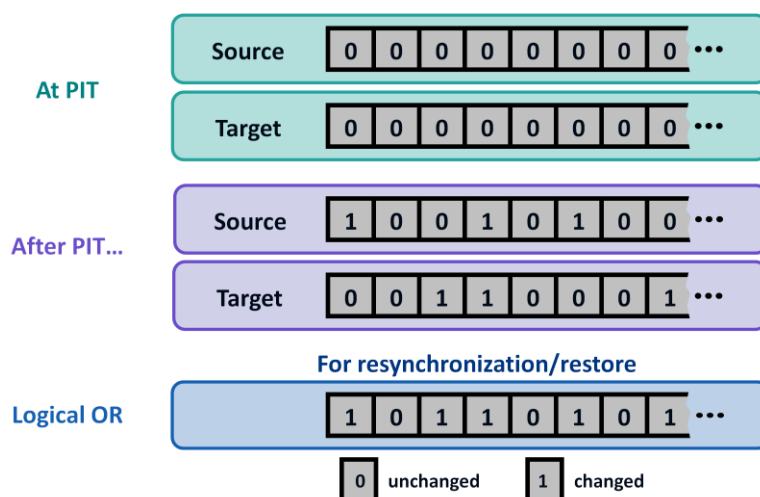 At PIT
Source 0 0 0 0 0 0 0 0 •••
Target 0 0 0 0 0 0 0 0 •••
After PIT...
Source 1 0 0 1 0 1 0 0 •••
Target 0 0 1 1 0 0 0 1 •••
For resynchronization/restore
Logical OR 1 0 1 1 0 1 0 1 •••
0 unchanged 1 changed